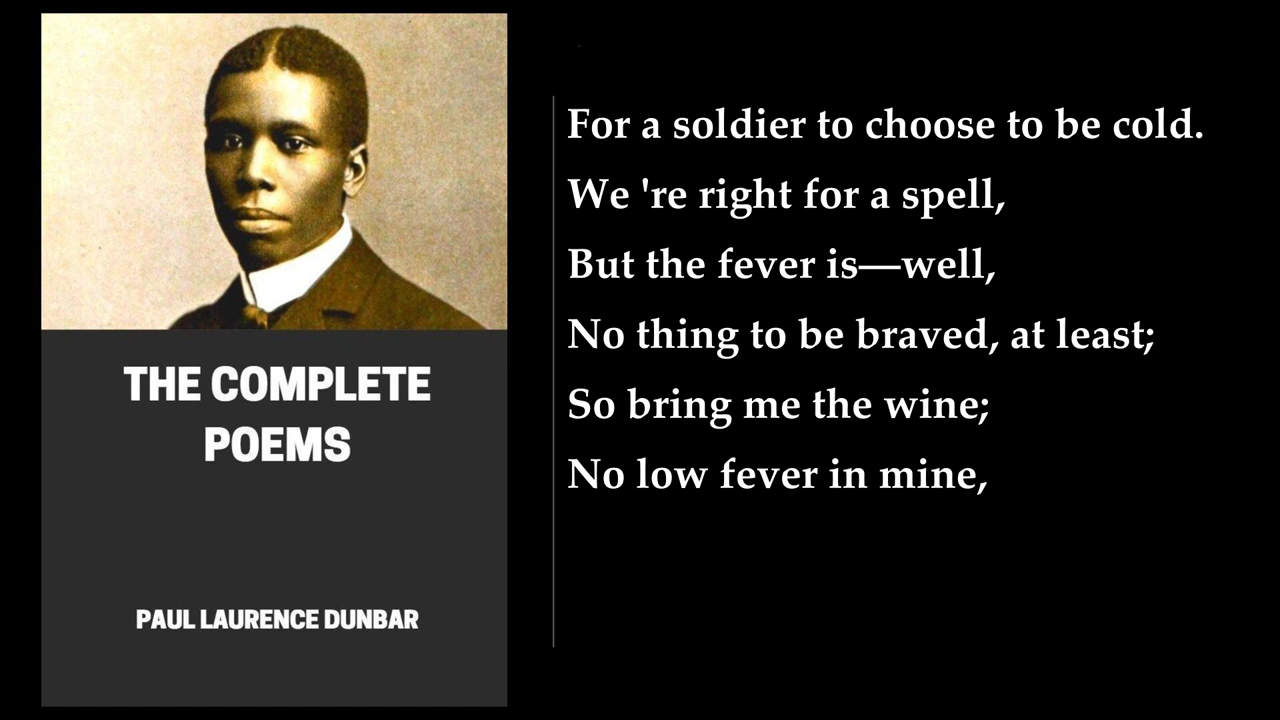 THE COMPLETE
POEMS
PAUL LAURENCE DUNBAR
For a soldier to choose to be cold.
We 're right for a spell,
But the fever is—well,
No thing to be braved, at least;
So bring me the wine;
No low fever in mine,